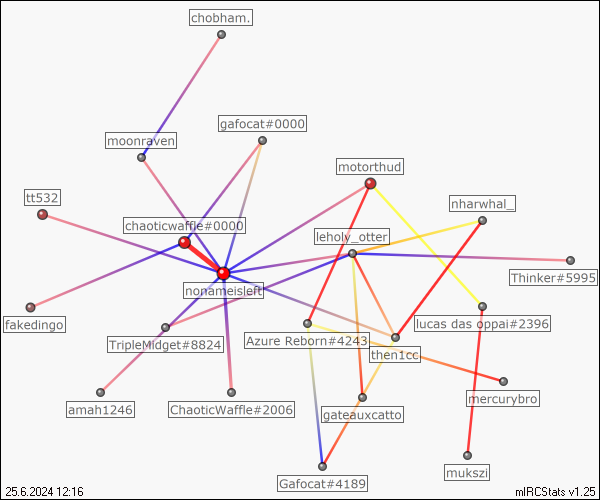 chobham.
gafocat#0000
moonraven
motorthud
tt532
nharwhal_
chaoticwaffle#0000
leholy_otter
Thinker#5995
nonameisleft
fakedingo
lucas das oppai#2396
TripleMidget#8824
Azure Reborn#4243
then1cc
mercurybro
amah1246
ChaoticWaffle#2006
gateauxcatto
mukszi
Gafocat#4189
25.6.2024 12:16
mIRCStats v1.25